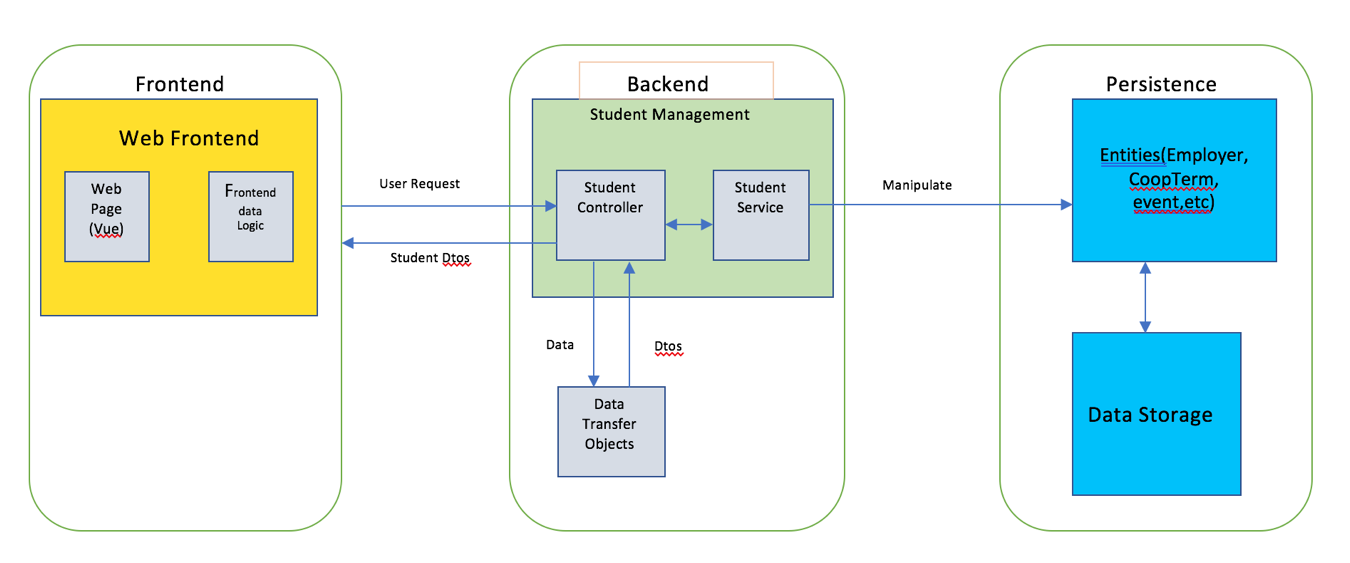 Frontend
Web Frontend
Web
Page
(Vue)
Frontend
data
Logic
User Request
Student Dtos
Backend
Student Management
Student
Controller
Student
Service
Data
Dtos
Data
Transfer
Objects
Manipulate
Persistence
Entities(Employer,
CoopTerm,
event,etc)
Data Storage